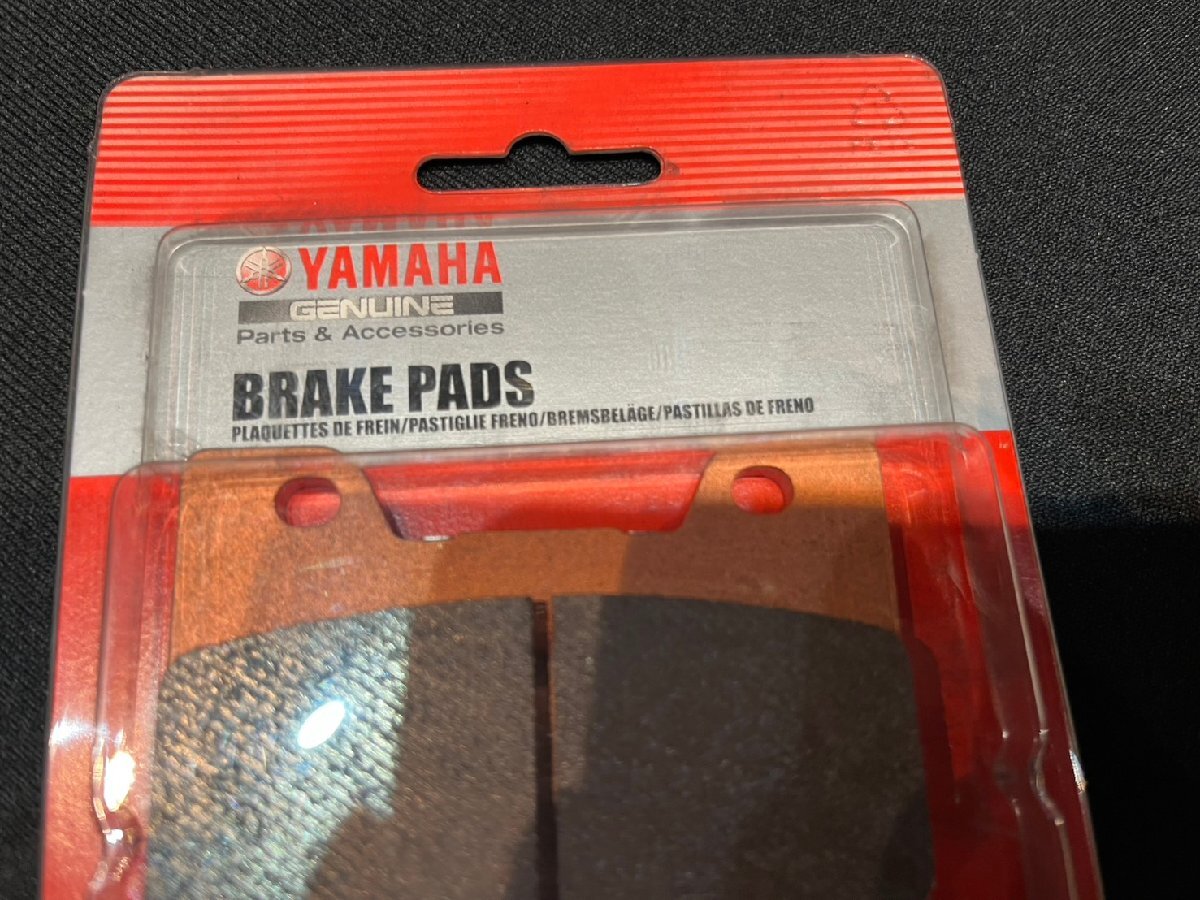 YAMAHA
GENUINE
Parts & Accessories
BRAKE PADS
PLAQUETTES DE FREIN/PASTIGLIE FRENO/BREMSBELÄGE/PASTILLAS DE FRENO